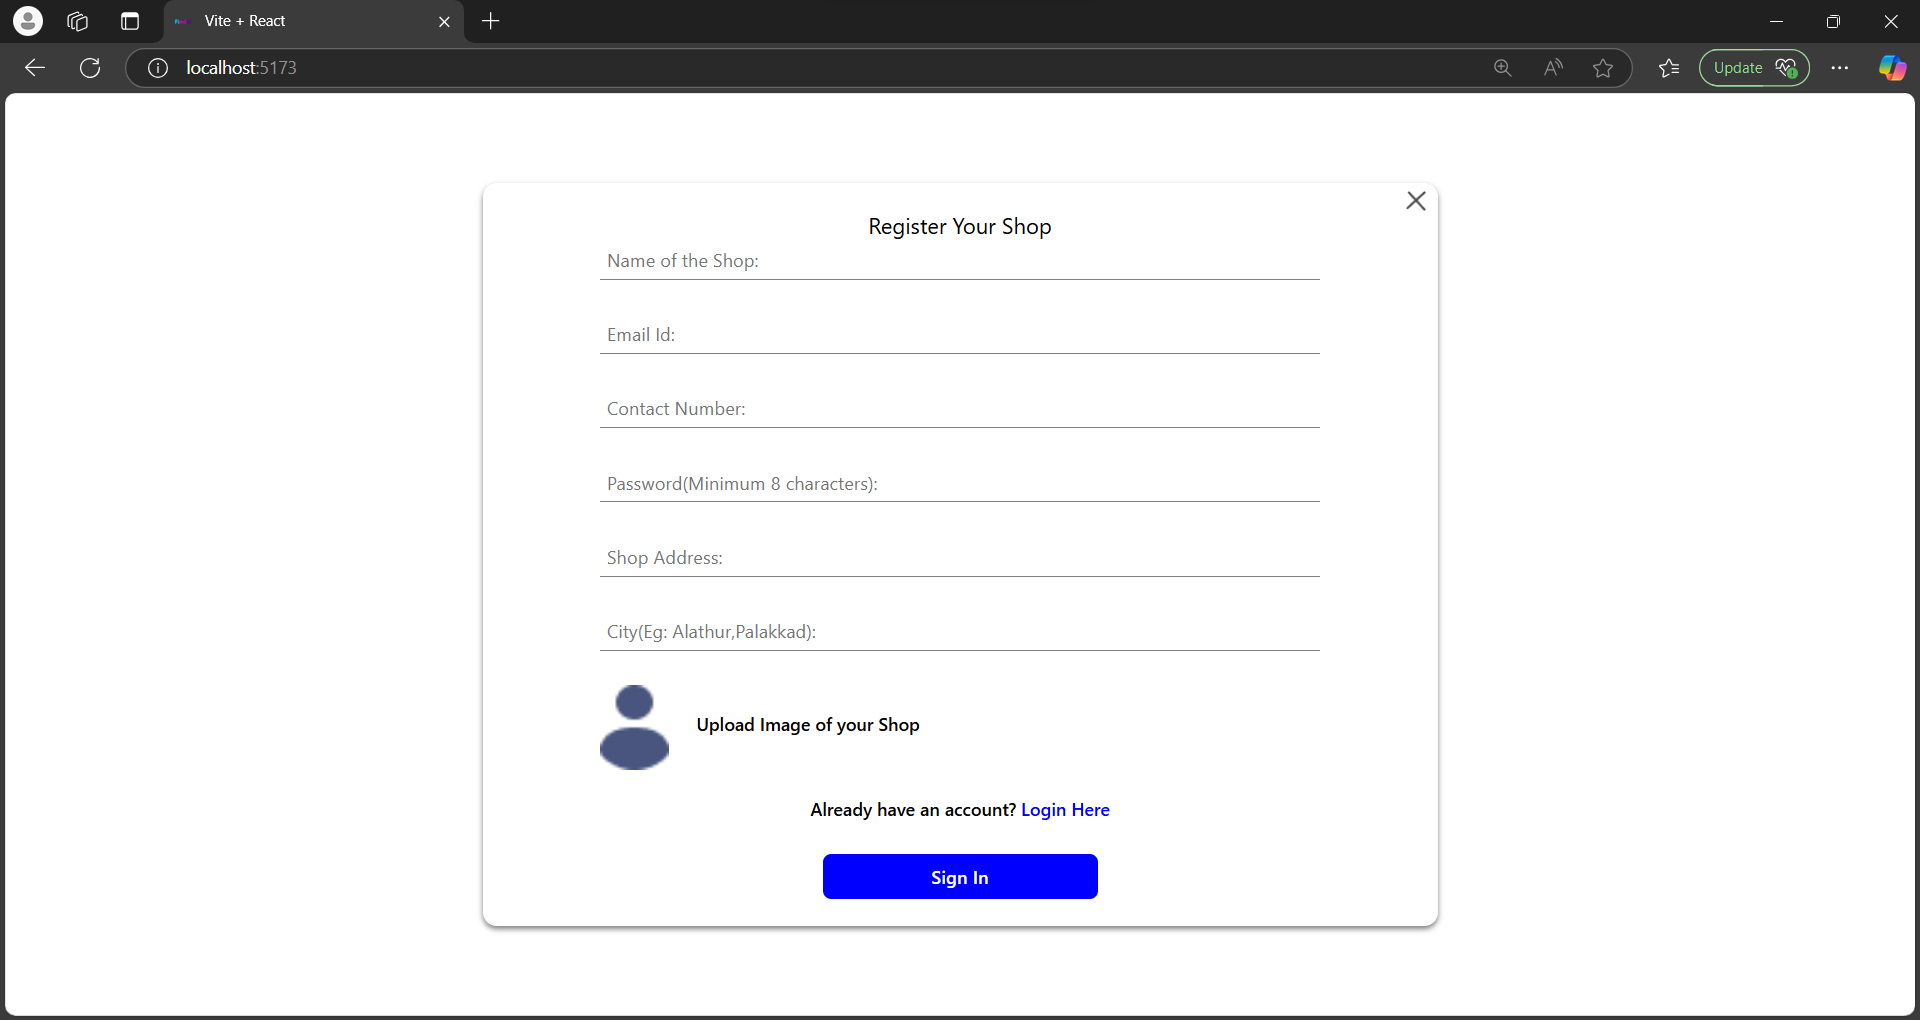 Vite + React
localhost:5173
Update
Register Your Shop
Name of the Shop:
Email Id:
Contact Number:
Password(Minimum 8 characters):
Shop Address:
City(Eg: Alathur,Palakkad):
Upload Image of your Shop
Already have an account? Login Here
Sign In